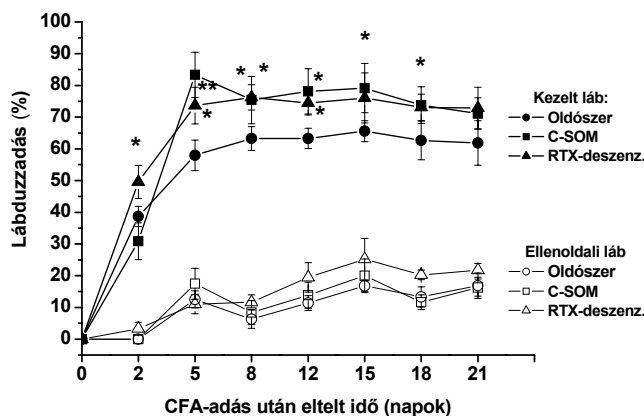 100
90
80
70
60
50
40
30
20
10
0
Lábduzzadás (%)
*
*
*
*
*
*
**
*
*
Kezelt láb:
Oldószer
C-SOM
RTX-deszenz.
Ellenoldali láb
Oldószer
C-SOM
RTX-deszenz.
0 2 5 8 12 15 18 21
CFA-adás után eltelt idő (napok)